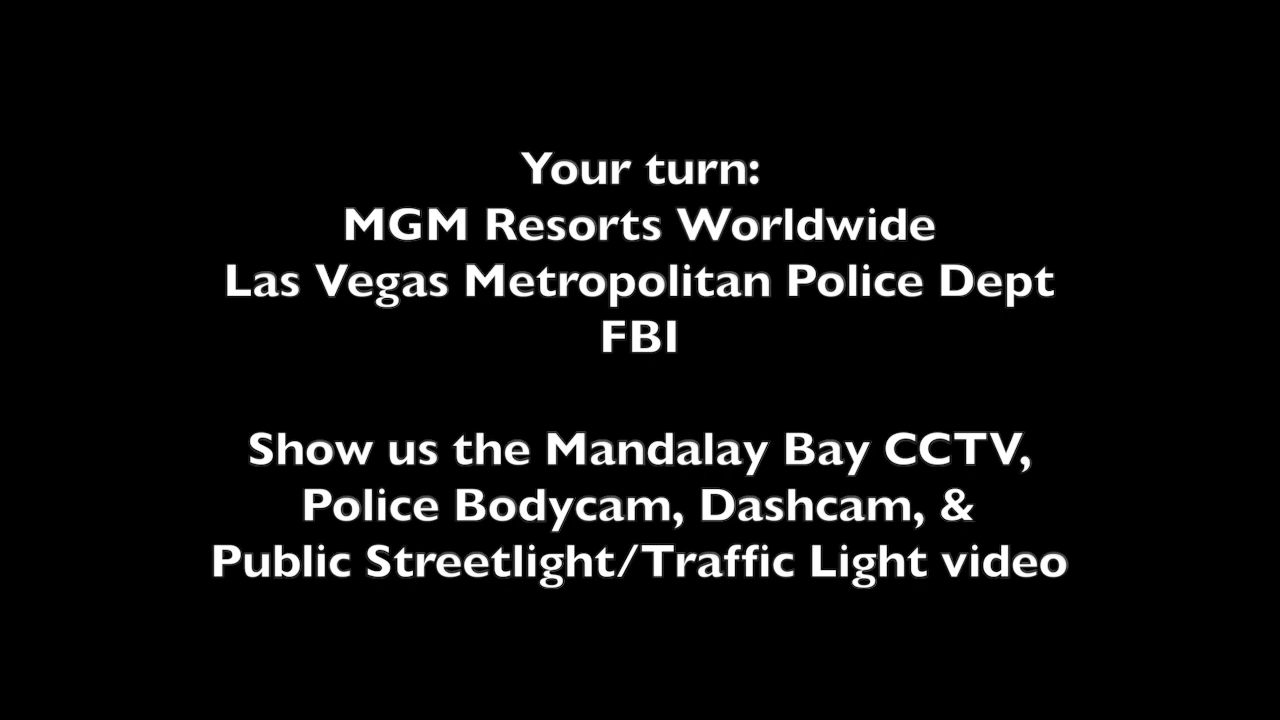 Your turn:
MGM Resorts Worldwide
Las Vegas Metropolitan Police Dept
FBI
Show us the Mandalay Bay CCTV,
Police Bodycam, Dashcam, &
Public Streetlight/Traffic Light video